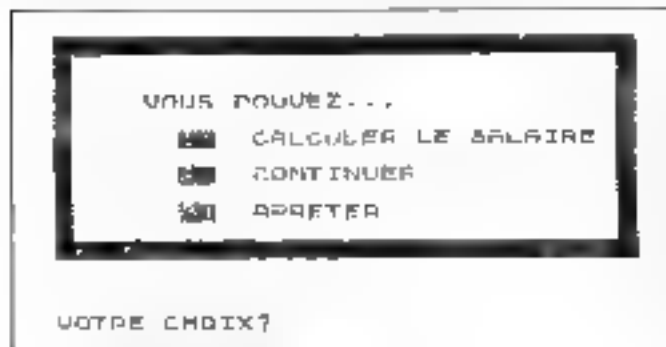 VOUS POUVEZ...
CALCULER LE SALAIRE
CONTINUER
ARRETER
VOTRE CHOIX?